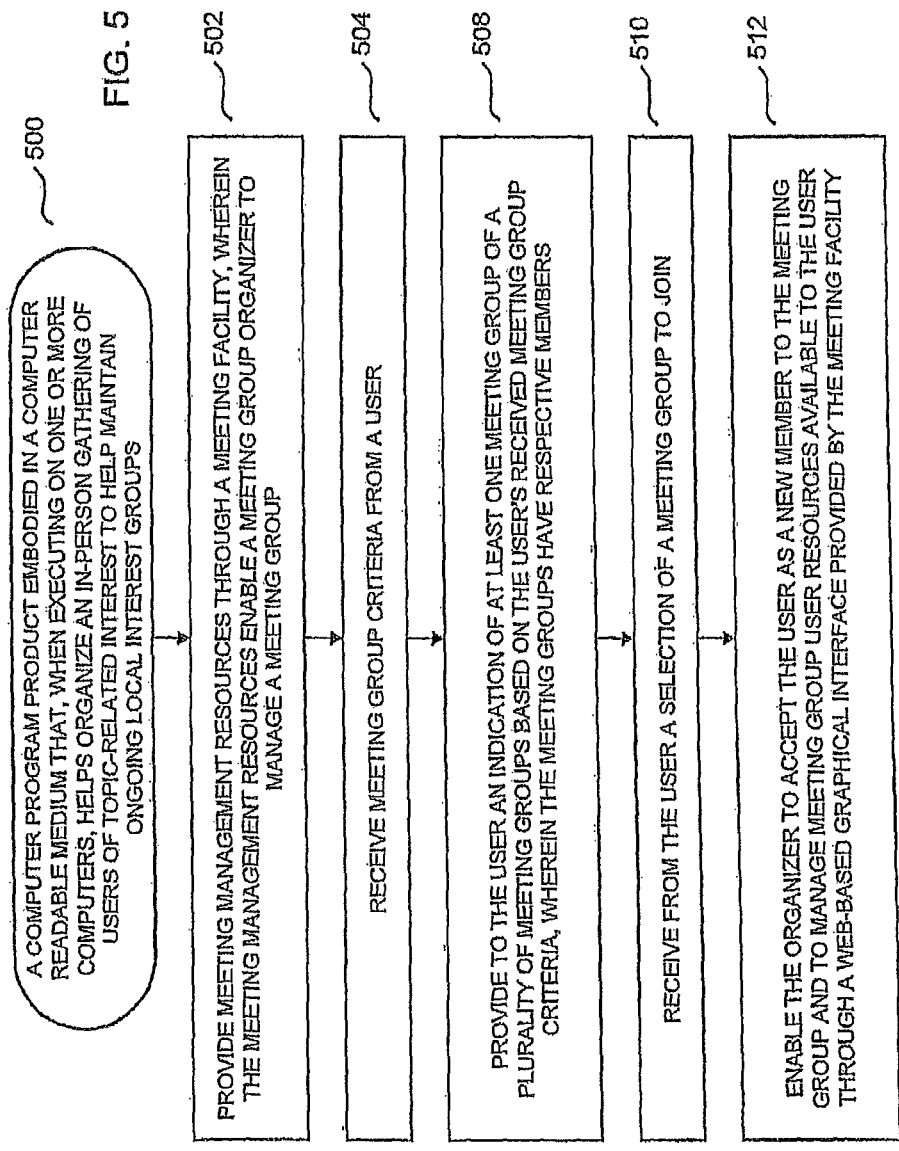 FIG. 5
500
A COMPUTER PROGRAM PRODUCT EMBODIED IN A COMPUTER
READABLE MEDIUM THAT, WHEN EXECUTING ON ONE OR MORE
COMPUTERS, HELPS ORGANIZE AN IN-PERSON GATHERING OF
USERS OF TOPIC-RELATED INTEREST TO HELP MAINTAIN
ONGOING LOCAL INTEREST GROUPS
502
PROVIDE MEETING MANAGEMENT RESOURCES THROUGH A MEETING FACILITY, WHEREIN
THE MEETING MANAGEMENT RESOURCES ENABLE A MEETING GROUP ORGANIZER TO
MANAGE A MEETING GROUP
504
RECEIVE MEETING GROUP CRITERIA FROM A USER
508
PROVIDE TO THE USER AN INDICATION OF AT LEAST ONE MEETING GROUP OF A
PLURALITY OF MEETING GROUPS BASED ON THE USER'S RECEIVED MEETING GROUP
CRITERIA, WHEREIN THE MEETING GROUPS HAVE RESPECTIVE MEMBERS
510
RECEIVE FROM THE USER A SELECTION OF A MEETING GROUP TO JOIN
512
ENABLE THE ORGANIZER TO ACCEPT THE USER AS A NEW MEMBER TO THE MEETING
GROUP AND TO MANAGE MEETING GROUP USER RESOURCES AVAILABLE TO THE USER
THROUGH A WEB-BASED GRAPHICAL INTERFACE PROVIDED BY THE MEETING FACILITY